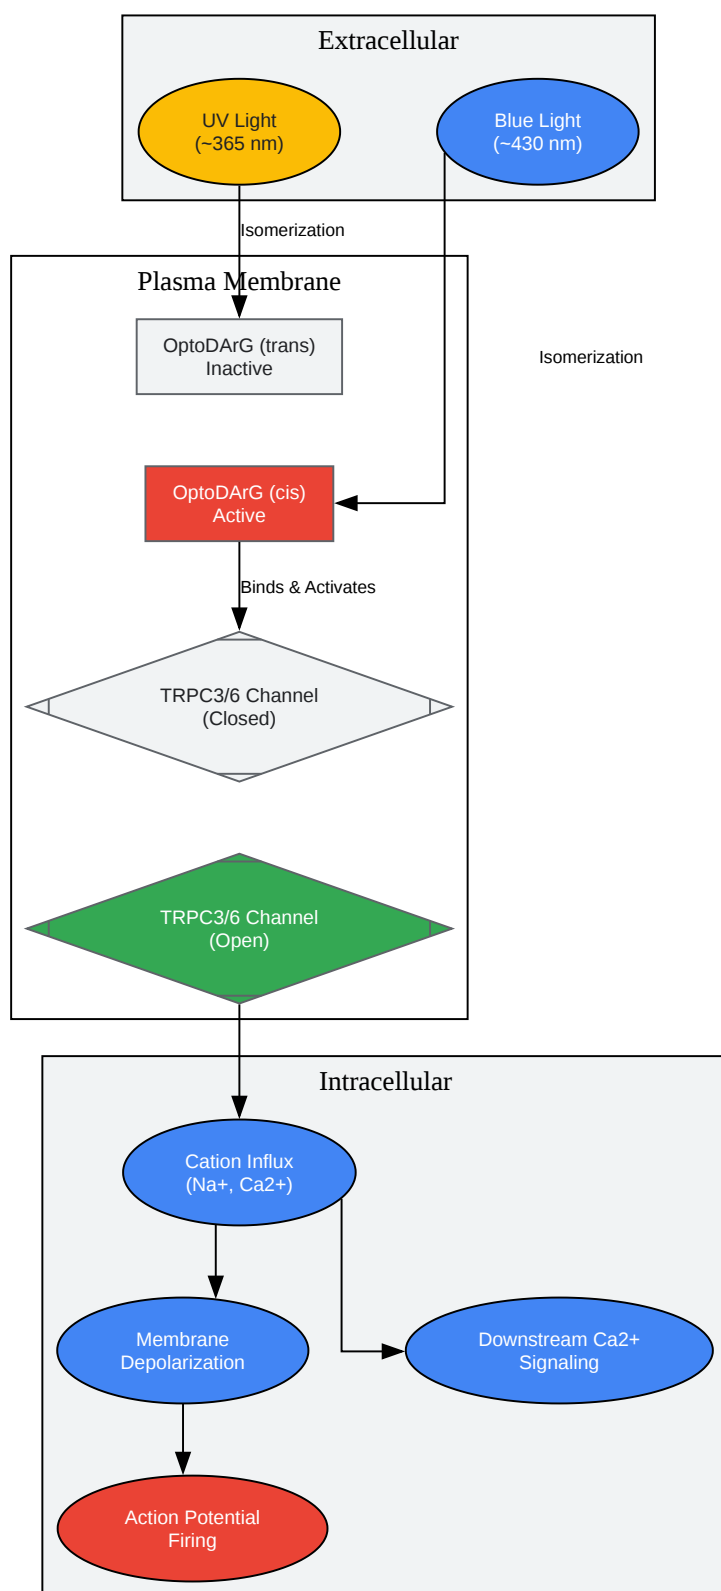 Extracellular
UV Light
(~365 nm)
Blue Light
(~430 nm)
Isomerization
Plasma Membrane
OptoDArG (trans)
Inactive
Isomerization
OptoDArG (cis)
Active
Binds & Activates
TRPC3/6 Channel
(Closed)
TRPC3/6 Channel
(Open)
Intracellular
Cation Influx
(Na+, Ca2+)
Membrane
Depolarization
Downstream Ca2+
Signaling
Action Potential
Firing